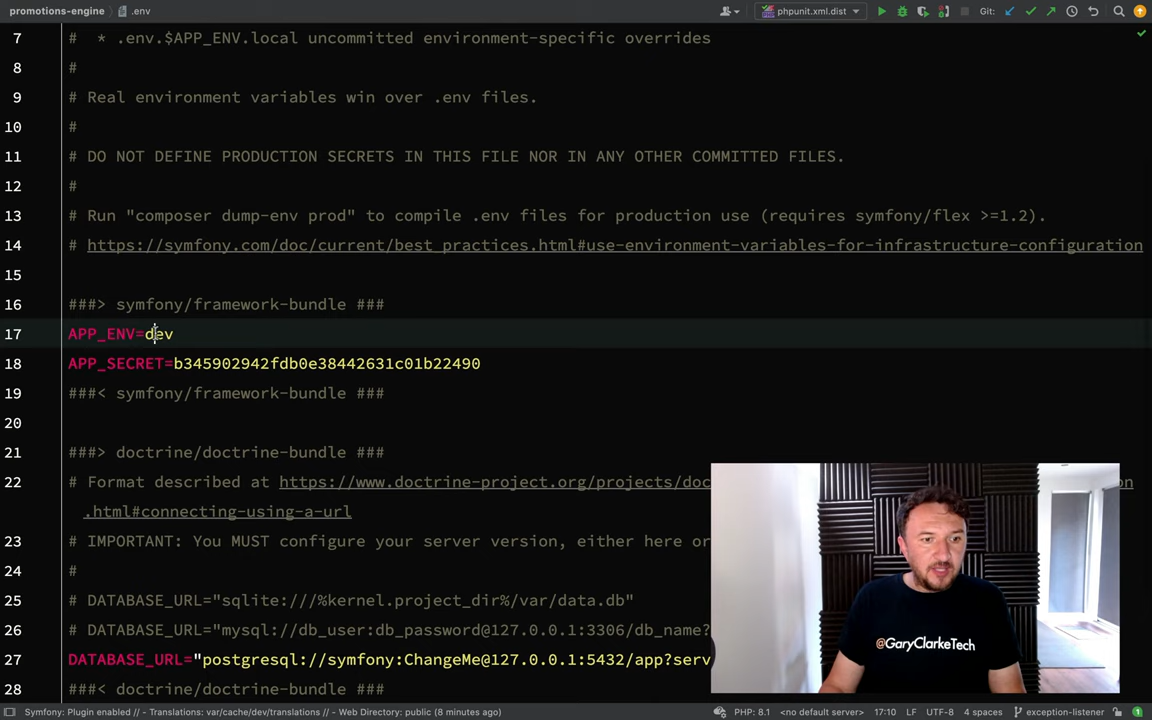 promotions-engine
.env
phpunit.xml.dist
Git:
7 #  * .env.$APP_ENV.local uncommitted environment-specific overrides
8 #
9 # Real environment variables win over .env files.
10 #
11 # DO NOT DEFINE PRODUCTION SECRETS IN THIS FILE NOR IN ANY OTHER COMMITTED FILES.
12 #
13 # Run "composer dump-env prod" to compile .env files for production use (requires symfony/flex >=1.2).
14 # https://symfony.com/doc/current/best_practices.html#use-environment-variables-for-infrastructure-configuration
15
16 ###> symfony/framework-bundle ###
17 APP_ENV=dev
18 APP_SECRET=b345902942fdb0e38442631c01b22490
19 ###< symfony/framework-bundle ###
20
21 ###> doctrine/doctrine-bundle ###
22 # Format described at https://www.doctrine-project.org/projects/doc on
.html#connecting-using-a-url
23 # IMPORTANT: You MUST configure your server version, either here or
24 #
25 # DATABASE_URL="sqlite:///%kernel.project_dir%/var/data.db"
26 # DATABASE_URL="mysql://db_user:db_password@127.0.0.1:3306/db_name?
27 DATABASE_URL="postgresql://symfony:ChangeMe@127.0.0.1:5432/app?serv
28 ###< doctrine/doctrine-bundle ###
@GaryClarkeTech
Symfony: Plugin enabled // - Translations: var/cache/dev/translations // - Web Directory: public (8 minutes ago)
PHP: 8.1 <no default server> 17:10 LF UTF-8 4 spaces exception-listener 1